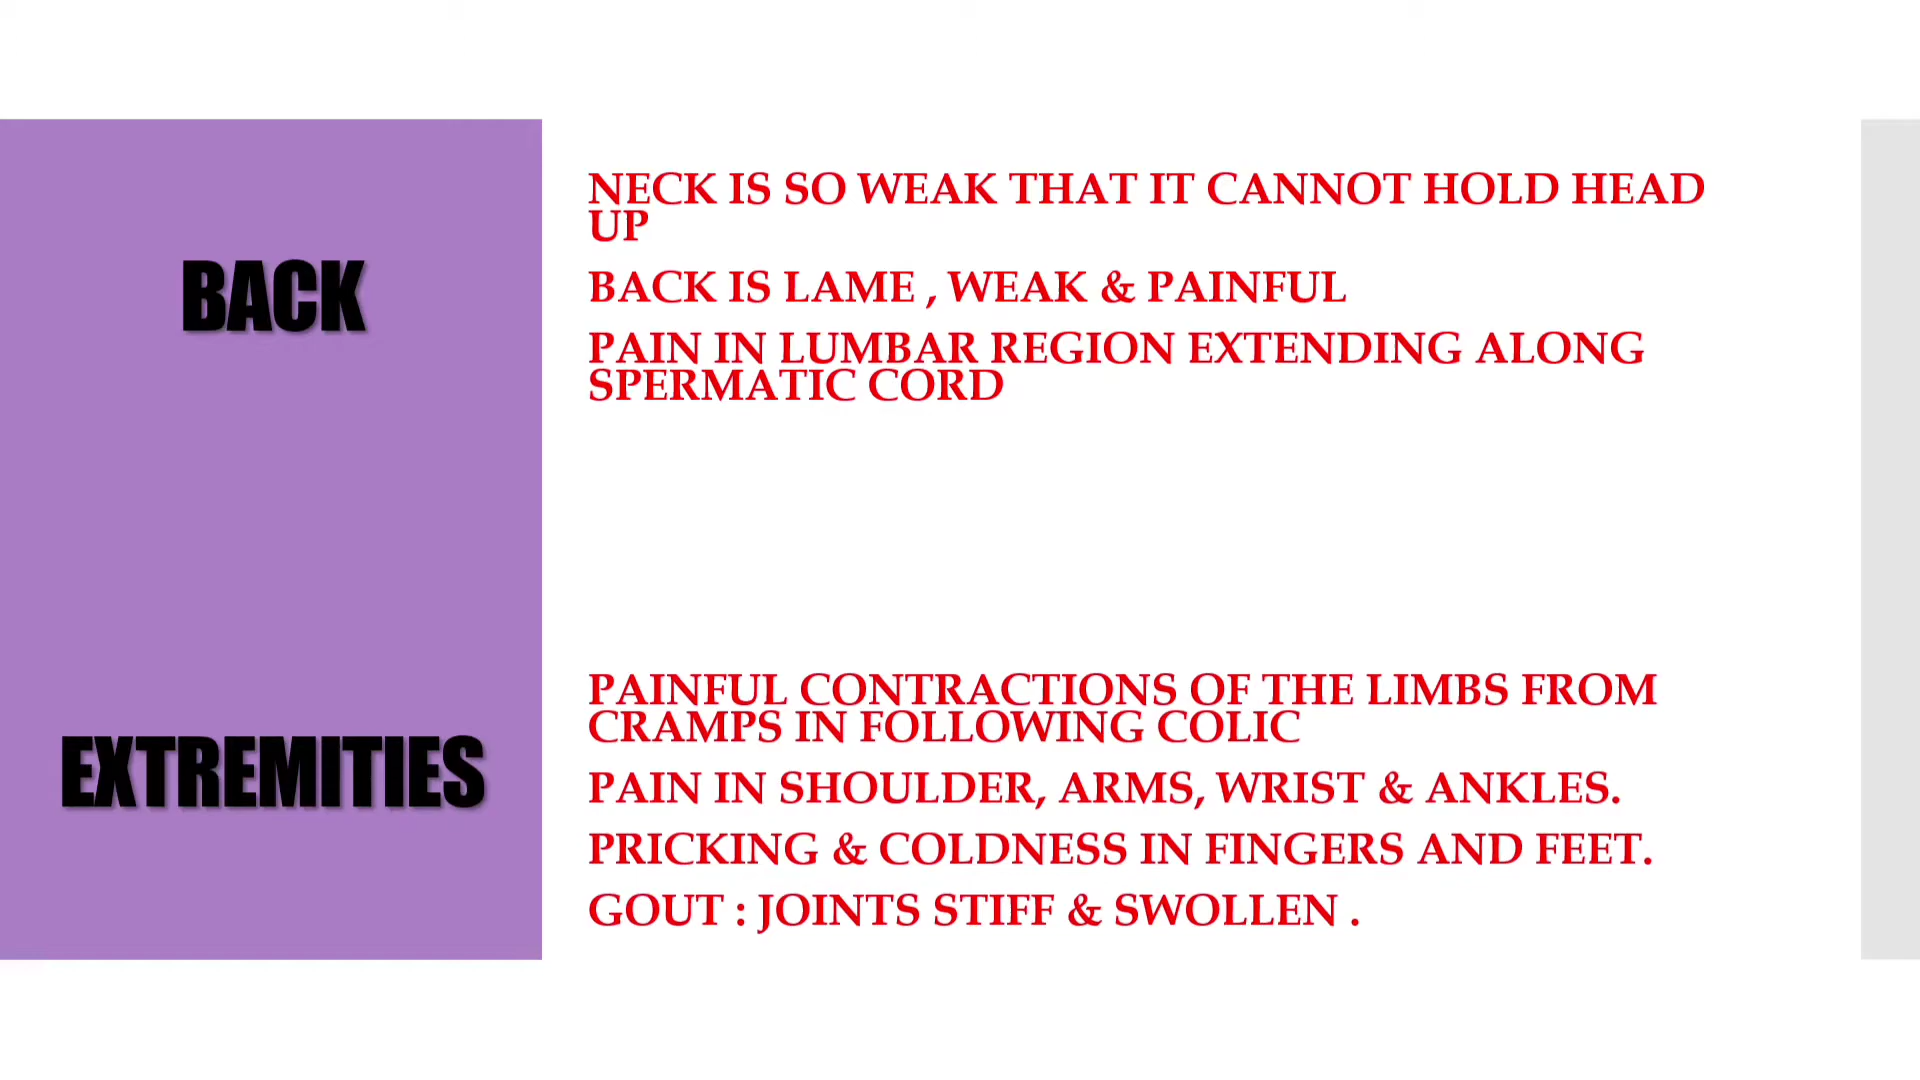 BACK
NECK IS SO WEAK THAT IT CANNOT HOLD HEAD
UP
BACK IS LAME , WEAK & PAINFUL
PAIN IN LUMBAR REGION EXTENDING ALONG
SPERMATIC CORD
EXTREMITIES
PAINFUL CONTRACTIONS OF THE LIMBS FROM
CRAMPS IN FOLLOWING COLIC
PAIN IN SHOULDER, ARMS, WRIST & ANKLES.
PRICKING & COLDNESS IN FINGERS AND FEET.
GOUT : JOINTS STIFF & SWOLLEN .